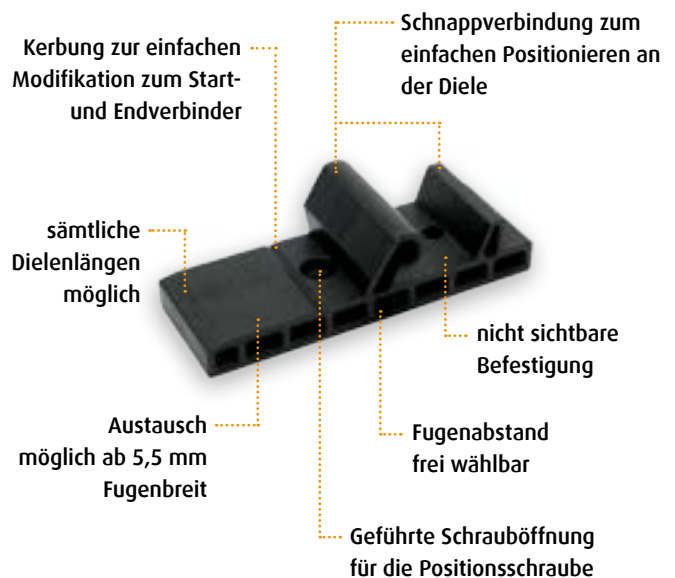 Kerbung zur einfachen
Modifikation zum Start-
und Endverbinder
Schnappverbindung zum
einfachen Positionieren an
der Diele
sämtliche
Dielenlängen
möglich
nicht sichtbare
Befestigung
Austausch
möglich ab 5,5 mm
Fugenbreit
Fugenabstand
frei wählbar
Geführte Schrauböffnung
für die Positionsschraube